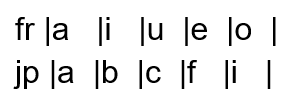 fr |a |i |u |e |o |
jp |a |b |c |f |i |